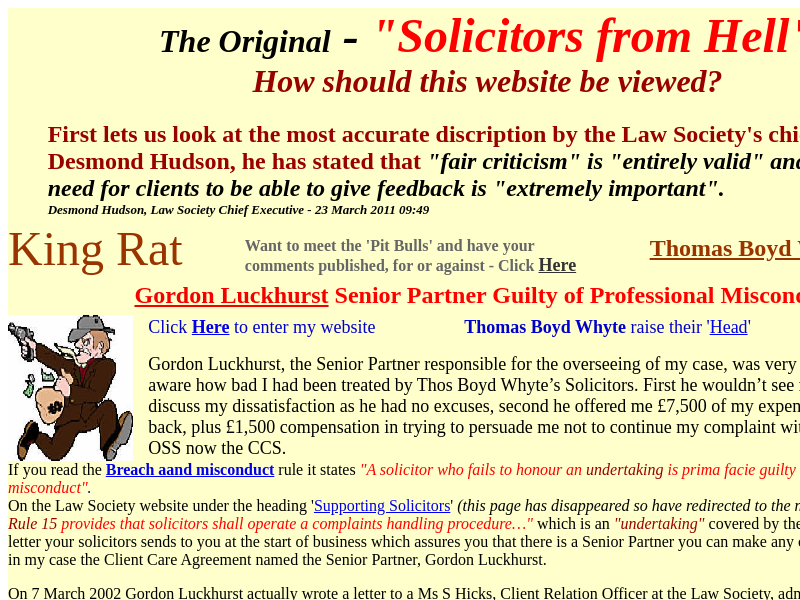 The Original - "Solicitors from Hell"
How should this website be viewed?
First lets us look at the most accurate discription by the Law Society's
Desmond Hudson, he has stated that "fair criticism" is "entirely valid" and
need for clients to be able to give feedback is "extremely important".
Desmond Hudson, Law Society Chief Executive - 23 March 2011 09:49
King Rat
Want to meet the 'Pit Bulls' and have your
comments published, for or against - Click Here
Thomas Boyd
Gordon Luckhurst Senior Partner Guilty of Professional
Click Here to enter my website
Thomas Boyd Whyte raise their 'Head'
Gordon Luckhurst, the Senior Partner responsible for the overseeing of my case, was very
aware how bad I had been treated by Thos Boyd Whyte’s Solicitors. First he wouldn’t see
discuss my dissatisfaction as he had no excuses, second he offered me £7,500 of my
back, plus £1,500 compensation in trying to persuade me not to continue my complaint
OSS now the CCS.
If you read the Breach aand misconduct rule it states "A solicitor who fails to honour an undertaking is prima facie guilty
misconduct".
On the Law Society website under the heading 'Supporting Solicitors' (this page has disappeared so have redirected to the
Rule 15 provides that solicitors shall operate a complaints handling procedure…" which is an "undertaking" covered by the
letter your solicitors sends to you at the start of business which assures you that there is a Senior Partner you can make any
in my case the Client Care Agreement named the Senior Partner, Gordon Luckhurst.
On 7 March 2002 Gordon Luckhurst actually wrote a letter to a Ms S Hicks, Client Relation Officer at the Law Society,